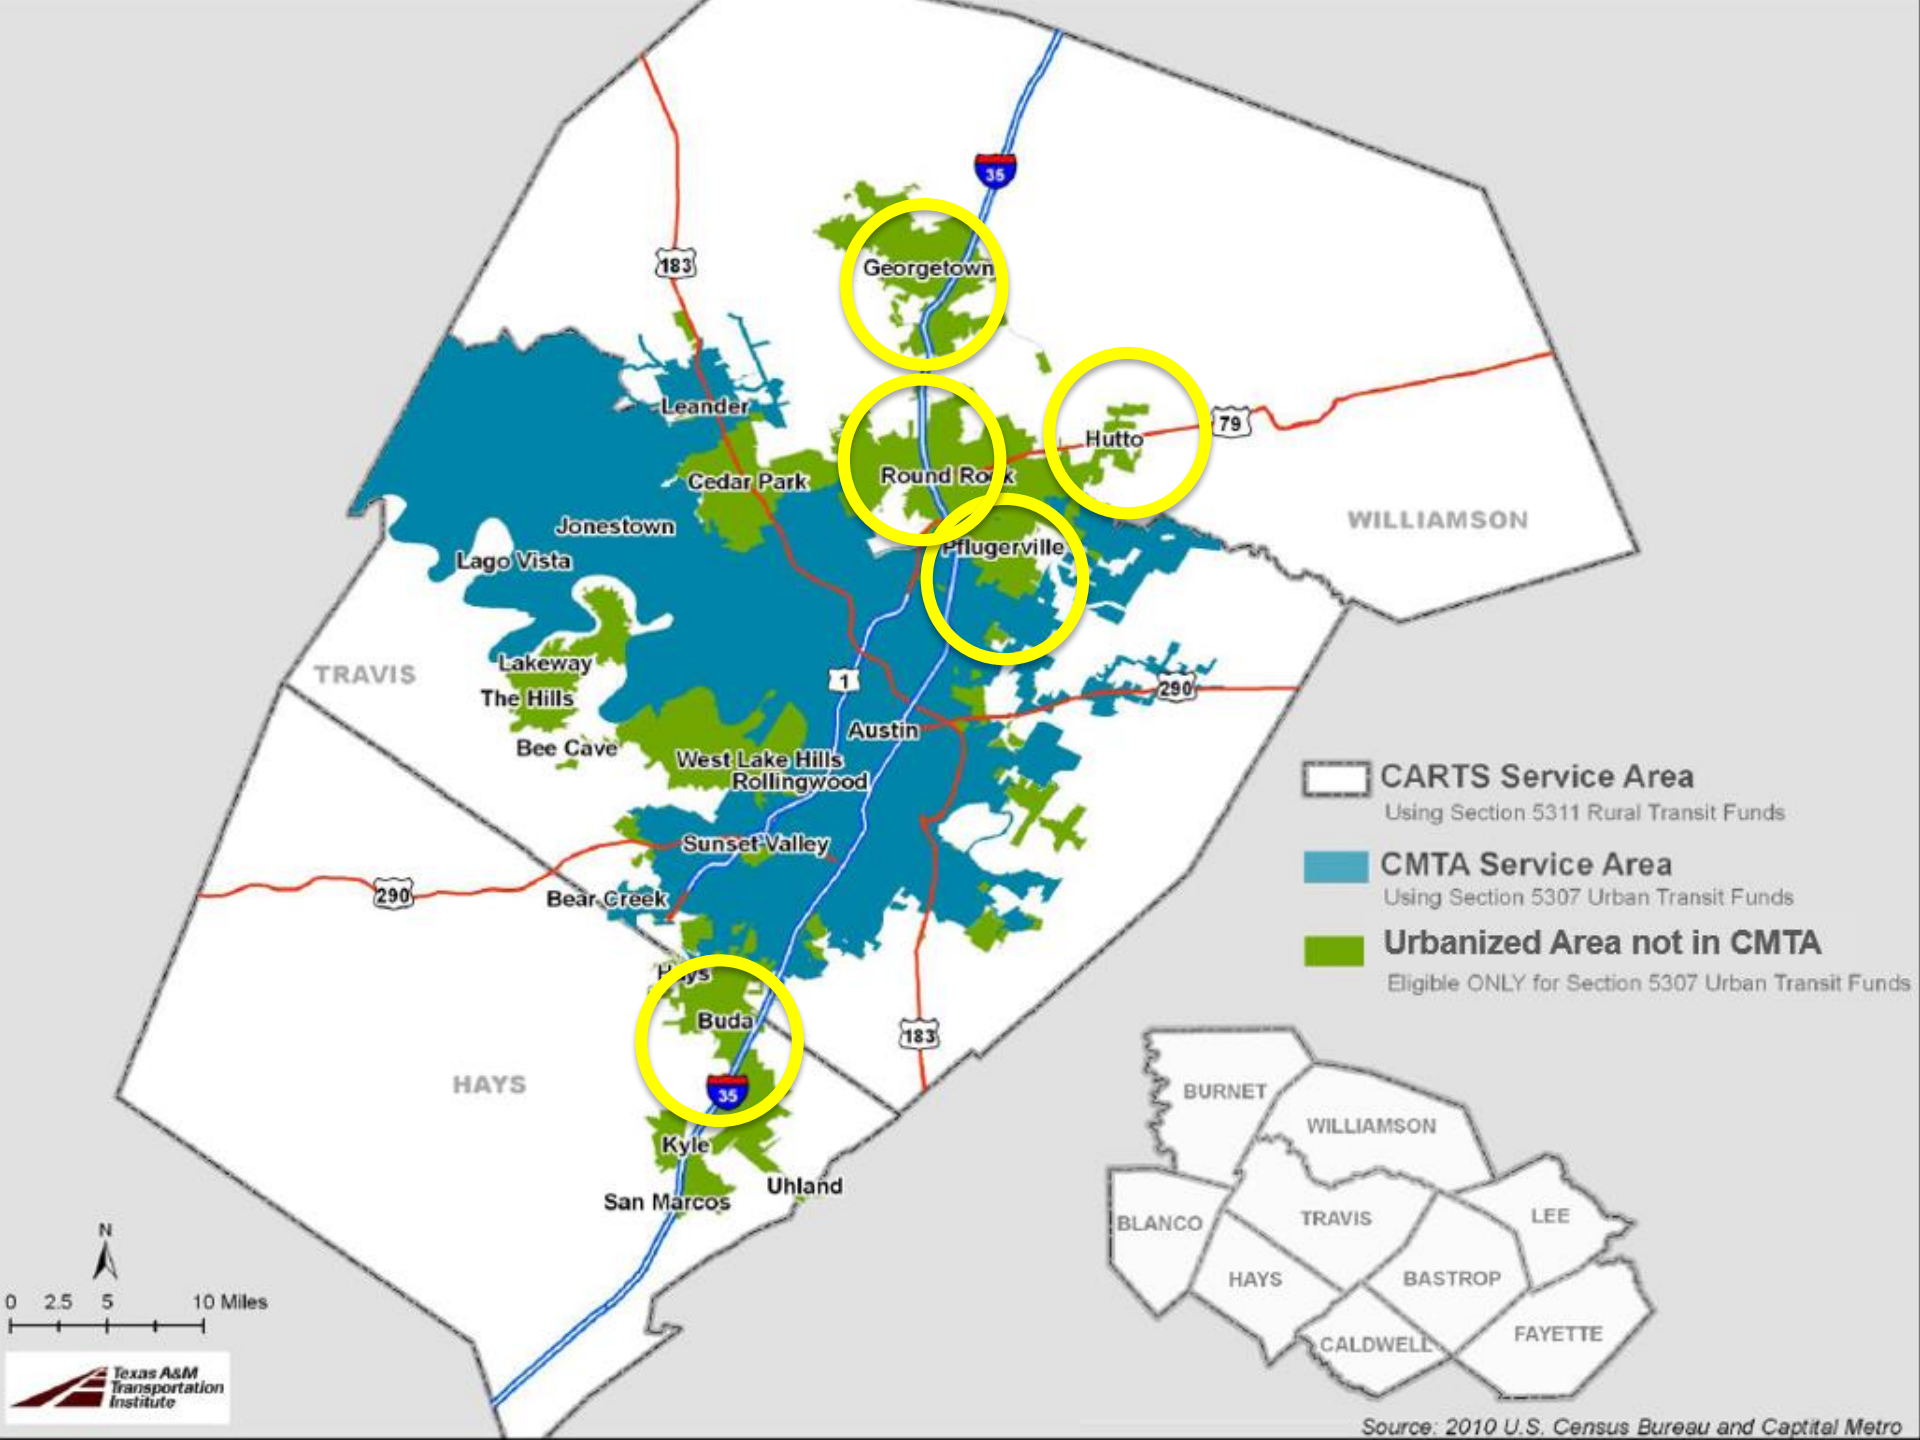 35
183
Georgetown
Leander
79
Hutto
Cedar Park
Round Rock
WILLIAMSON
Jonestown
Pflugerville
Lago Vista
Lakeway
TRAVIS
1
290
The Hills
Austin
Bee Cave
West Lake Hills
Rollingwood
Sunset Valley
290
Bear Creek
Hays
Buda
183
HAYS
35
Kyle
Uhland
San Marcos
CARTS Service Area
Using Section 5311 Rural Transit Funds
CMTA Service Area
Using Section 5307 Urban Transit Funds
Urbanized Area not in CMTA
Eligible ONLY for Section 5307 Urban Transit Funds
BURNET
WILLIAMSON
BLANCO
TRAVIS
LEE
HAYS
BASTROP
CALDWELL
FAYETTE
N
0 2.5 5 10 Miles
Texas A&M
Transportation
Institute
Source: 2010 U.S. Census Bureau and Captital Metro